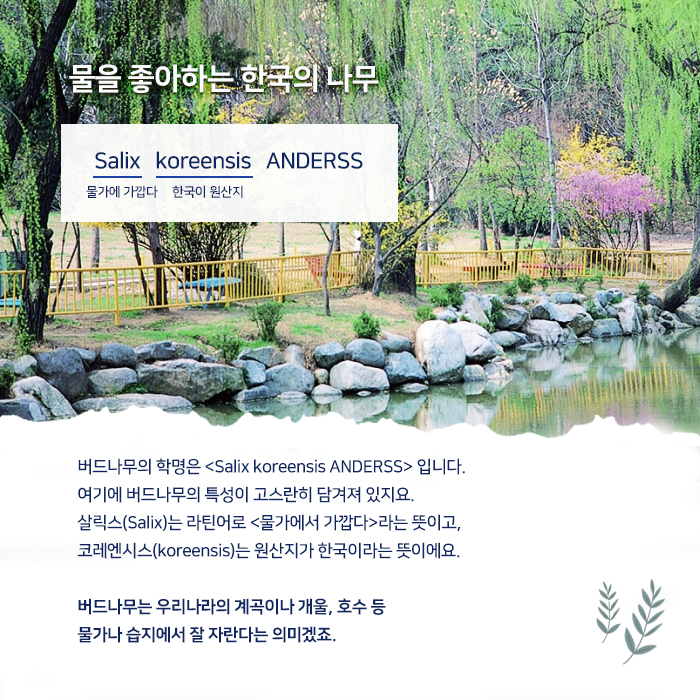 물을 좋아하는 한국의 나무
Salix koreensis ANDERSS
물가에 가깝다 한국이 원산지
버드나무의 학명은 <Salix koreensis ANDERSS> 입니다.
여기에 버드나무의 특성이 고스란히 담겨져 있지요.
살릭스(Salix)는 라틴어로 <물가에서 가깝다>라는 뜻이고,
코레엔시스(koreensis)는 원산지가 한국이라는 뜻이에요.
버드나무는 우리나라의 계곡이나 개울, 호수 등
물가나 습지에서 잘 자란다는 의미겠죠.